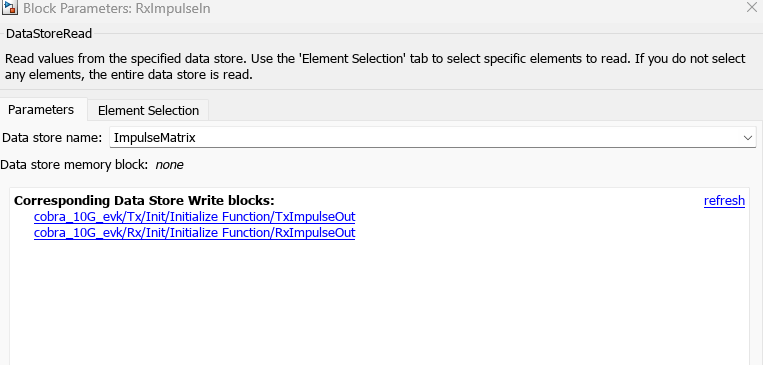 Block Parameters: RxImpulseIn
DataStoreRead
Read values from the specified data store. Use the 'Element Selection' tab to select specific elements to read. If you do not select
any elements, the entire data store is read.
Parameters Element Selection
Data store name: ImpulseMatrix
Data store memory block: none
Corresponding Data Store Write blocks: refresh
cobra_10G_evk/Tx/Init/Initialize Function/TxImpulseOut
cobra_10G_evk/Rx/Init/Initialize Function/RxImpulseOut